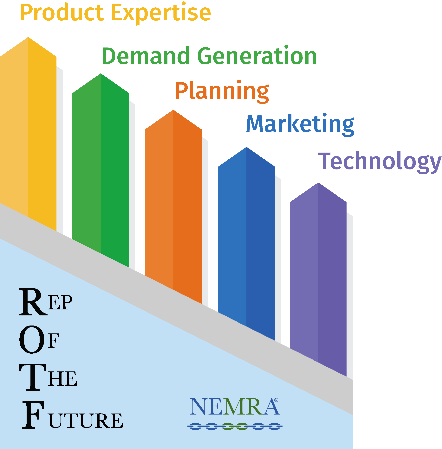 Product Expertise
Demand Generation
Planning
Marketing
Technology
REP
OF
THE
FUTURE
NEMRA®